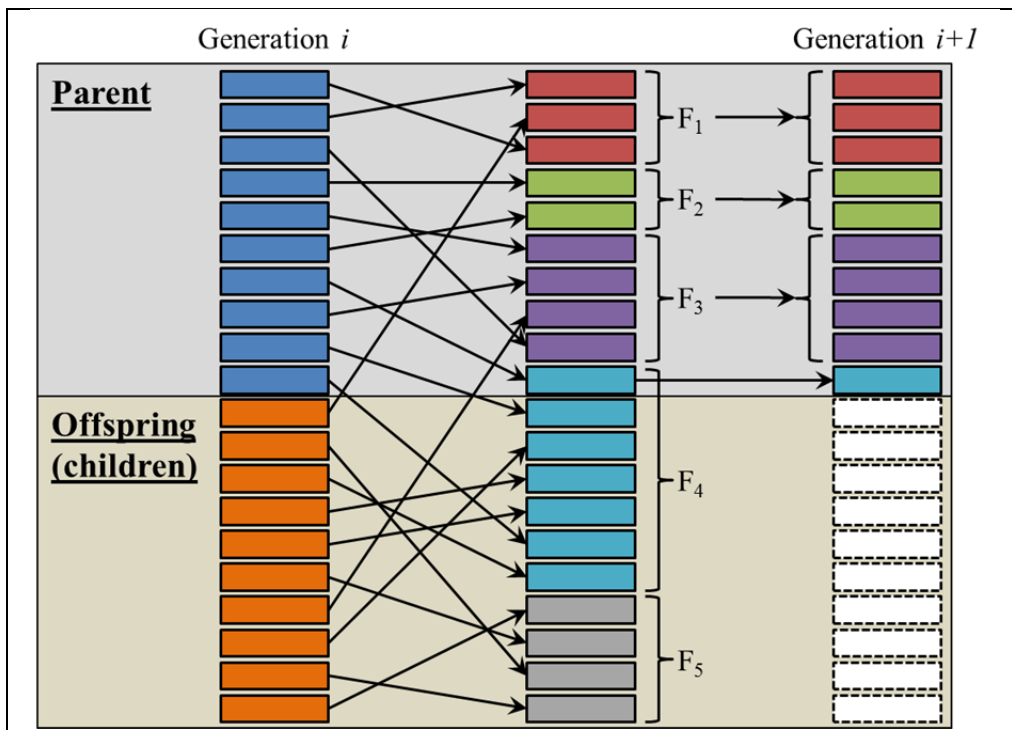 Generation i
Generation i+1
Parent
F1
F2
F3
Offspring
(children)
F4
F5